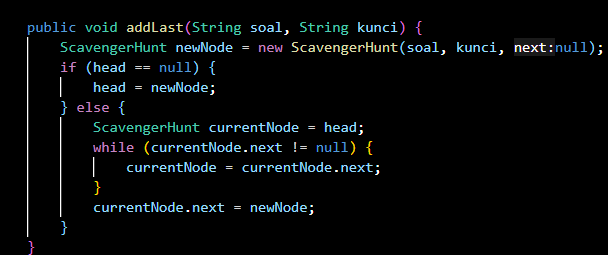 public void addLast(String soal, String kunci) {
    ScavengerHunt newNode = new ScavengerHunt(soal, kunci, next:null);
    if (head == null) {
        head = newNode;
    } else {
        ScavengerHunt currentNode = head;
        while (currentNode.next != null) {
            currentNode = currentNode.next;
        }
        currentNode.next = newNode;
    }
}